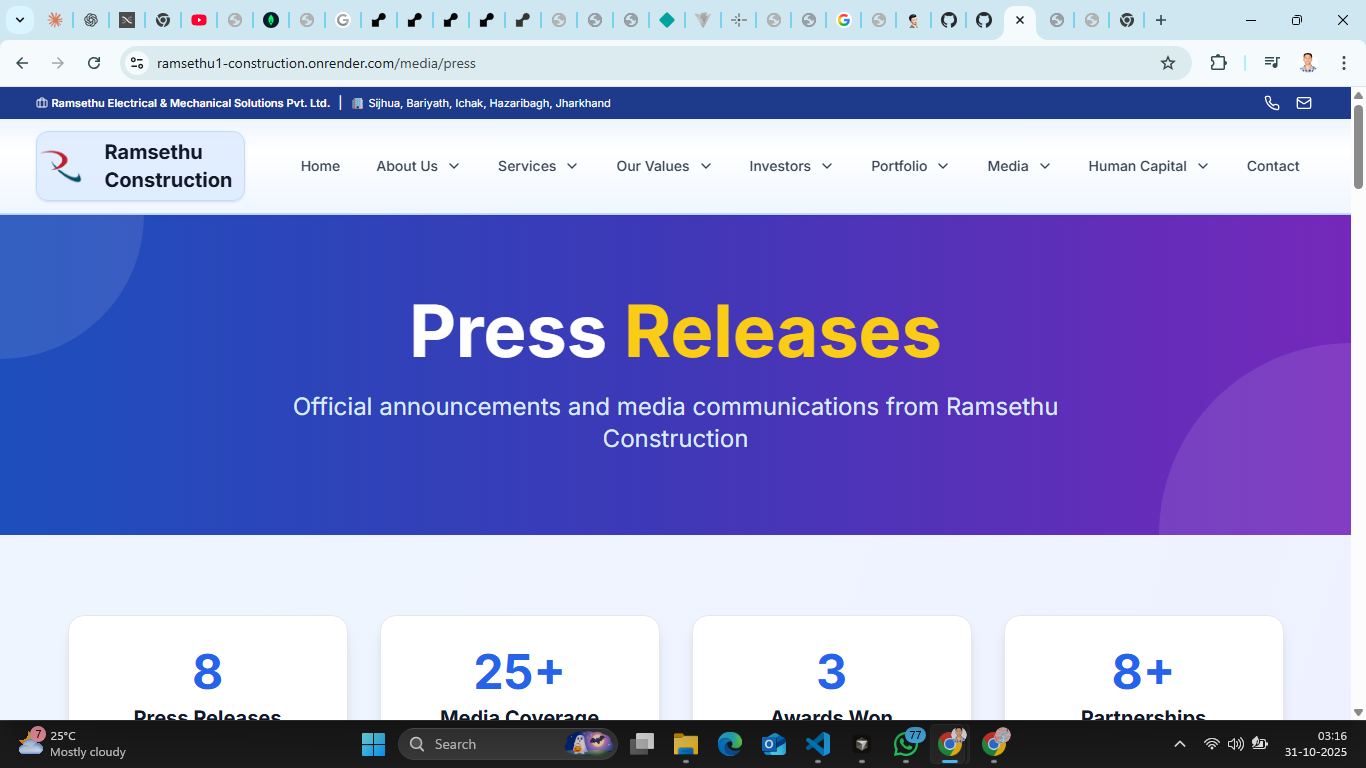 ramsethu1-construction.onrender.com/media/press
Ramsethu Electrical & Mechanical Solutions Pvt. Ltd. | Sijhua, Bariyath, Ichak, Hazaribagh, Jharkhand
Ramsethu
Construction
Home About Us Services Our Values Investors Portfolio Media Human Capital Contact
Press Releases
Official announcements and media communications from Ramsethu
Construction
8 25+ 3 8+
Press Releases Media Coverage Awards Won Partnerships
7 25°C
Mostly cloudy
Search
77
03:16
31-10-2025